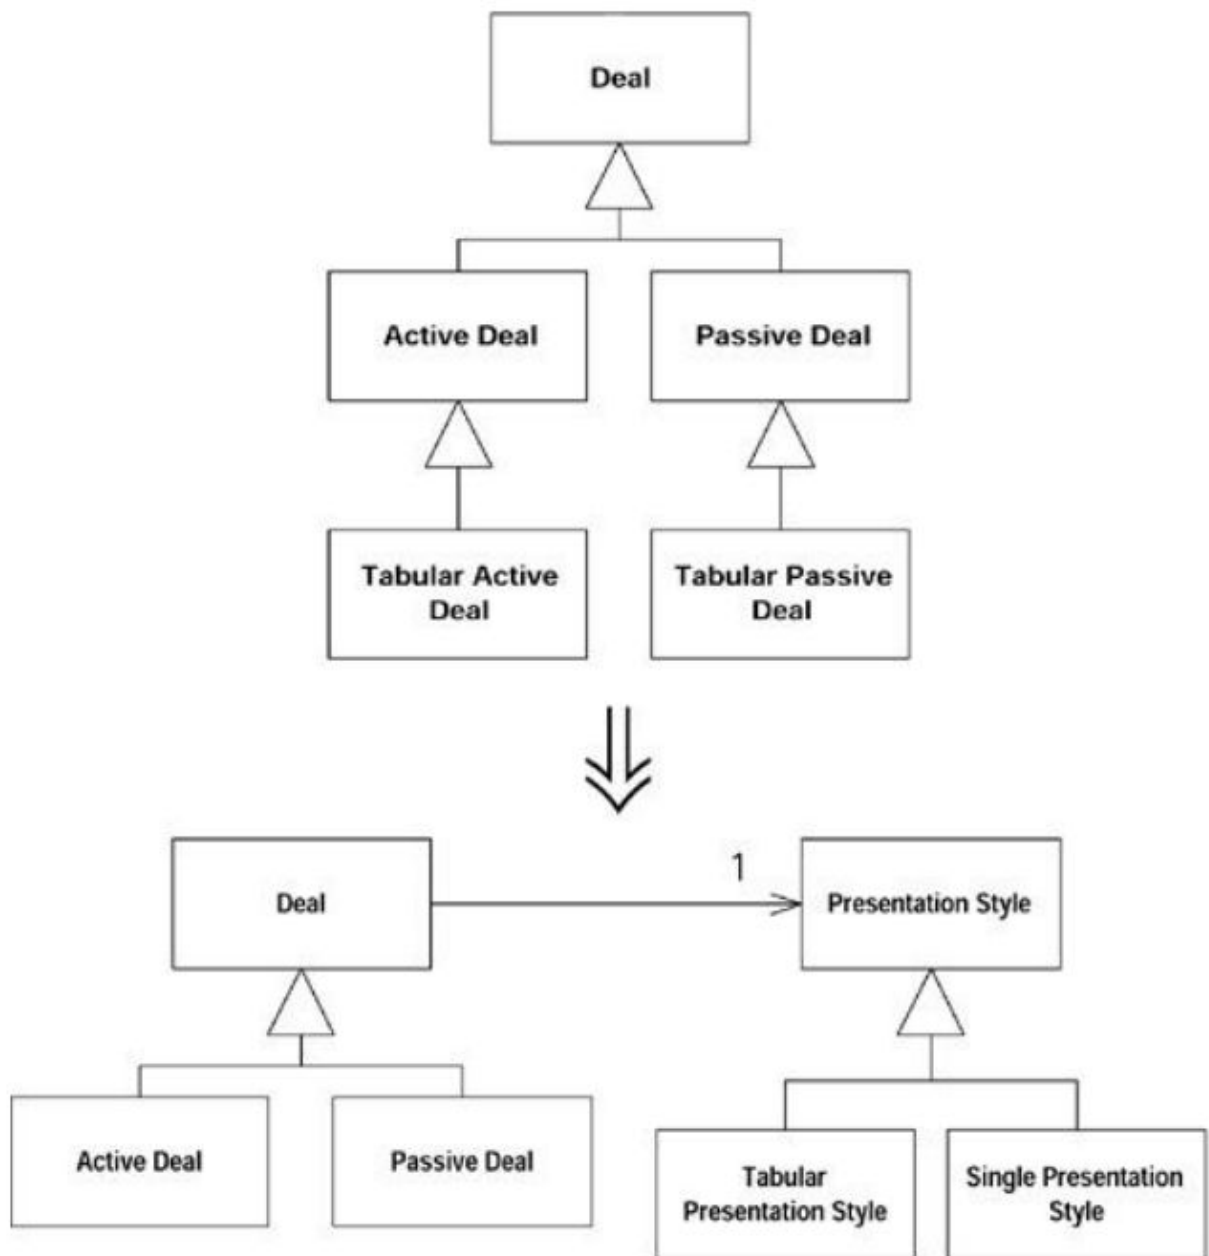 Deal
Active Deal
Passive Deal
Tabular Active
Deal
Tabular Passive
Deal
Deal
1
Presentation Style
Active Deal
Passive Deal
Tabular
Presentation Style
Single Presentation
Style